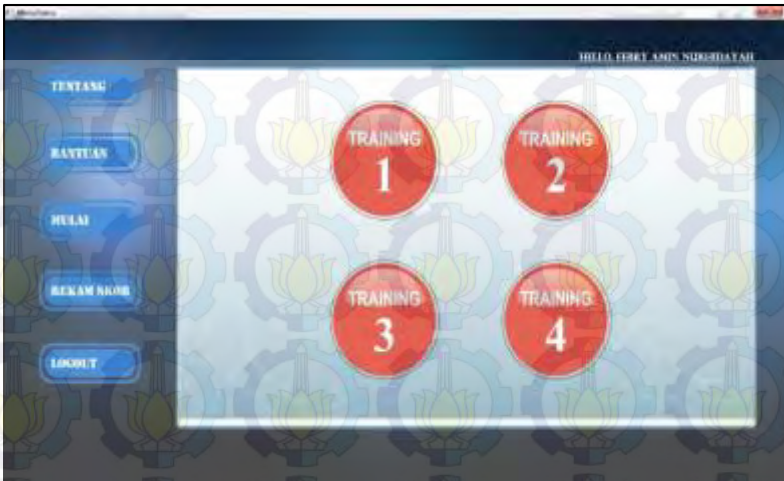 HELLO, FEBRY AMIN NURHIDAYAH
TENTANG
BANTUAN
MULAI
REKAM SKOR
LOGOUT
TRAINING
1
TRAINING
2
TRAINING
3
TRAINING
4